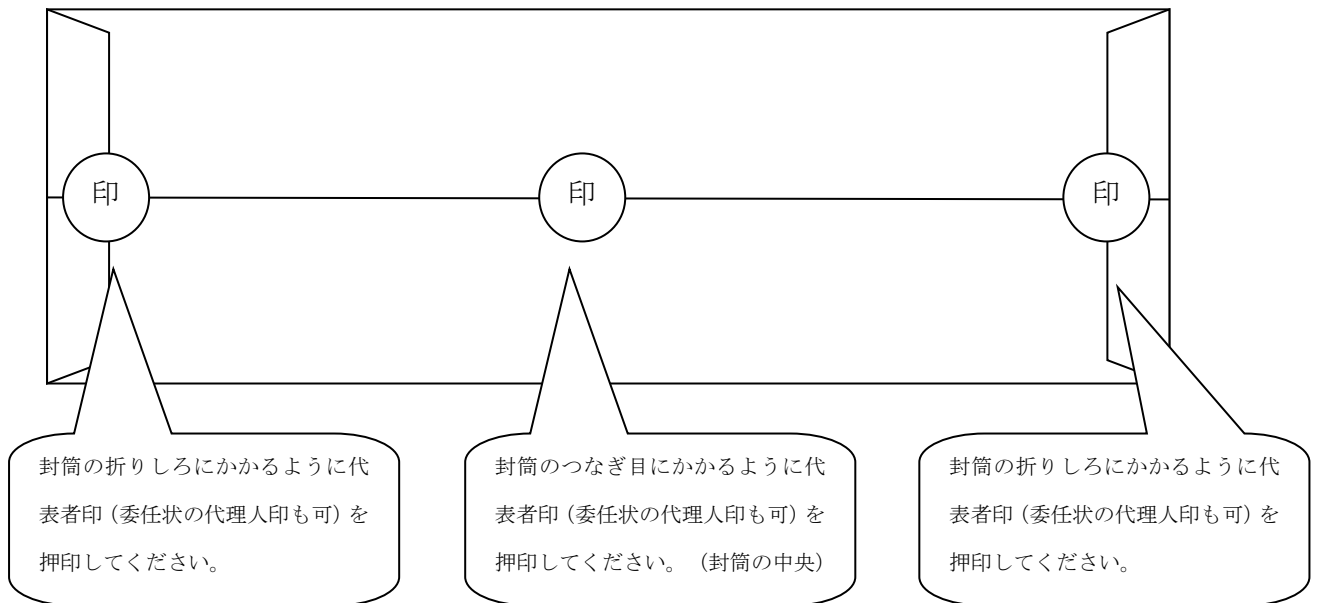 印
印
印
封筒の折りしろにかかるように代
表者印（委任状の代理人印も可）を
押印してください。
封筒のつなぎ目にかかるように代
表者印（委任状の代理人印も可）を
押印してください。（封筒の中央）
封筒の折りしろにかかるように代
表者印（委任状の代理人印も可）を
押印してください。